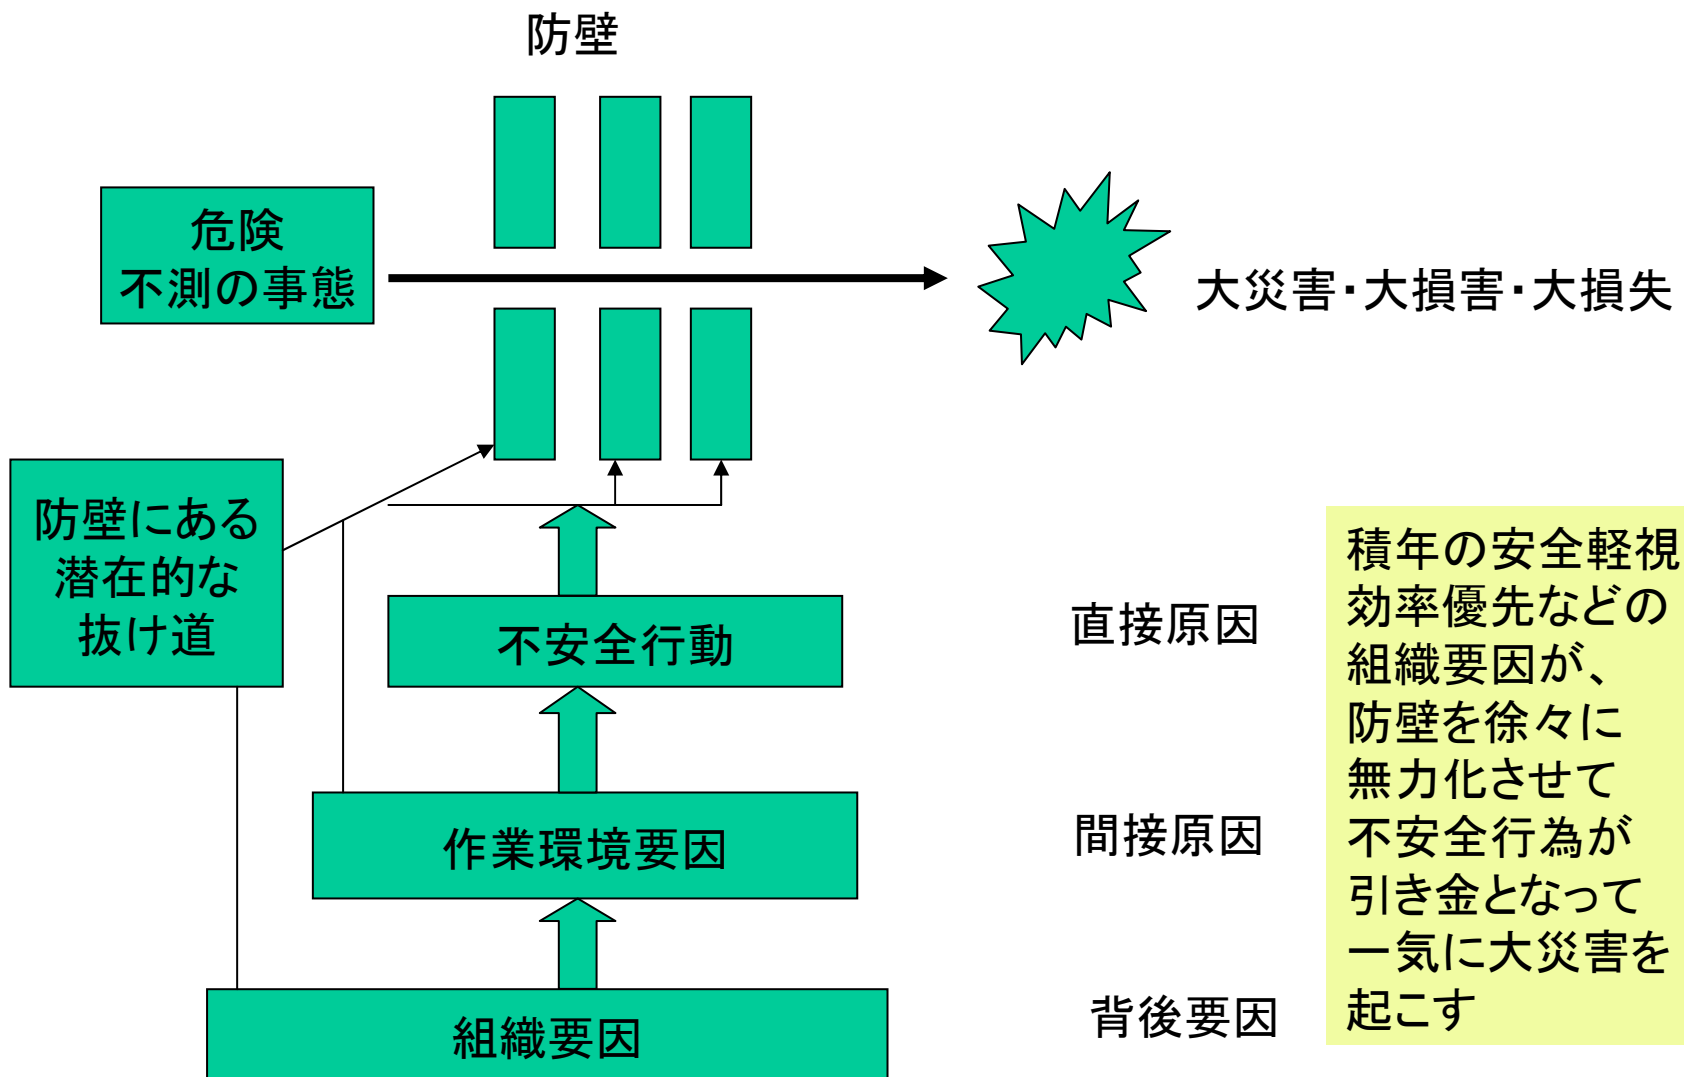 防壁
危険
不測の事態
大災害・大損害・大損失
防壁にある
潜在的な
抜け道
不安全行動
直接原因
作業環境要因
間接原因
組織要因
背後要因
積年の安全軽視
効率優先などの
組織要因が、
防壁を徐々に
無力化させて
不安全行為が
引き金となって
一気に大災害を
起こす